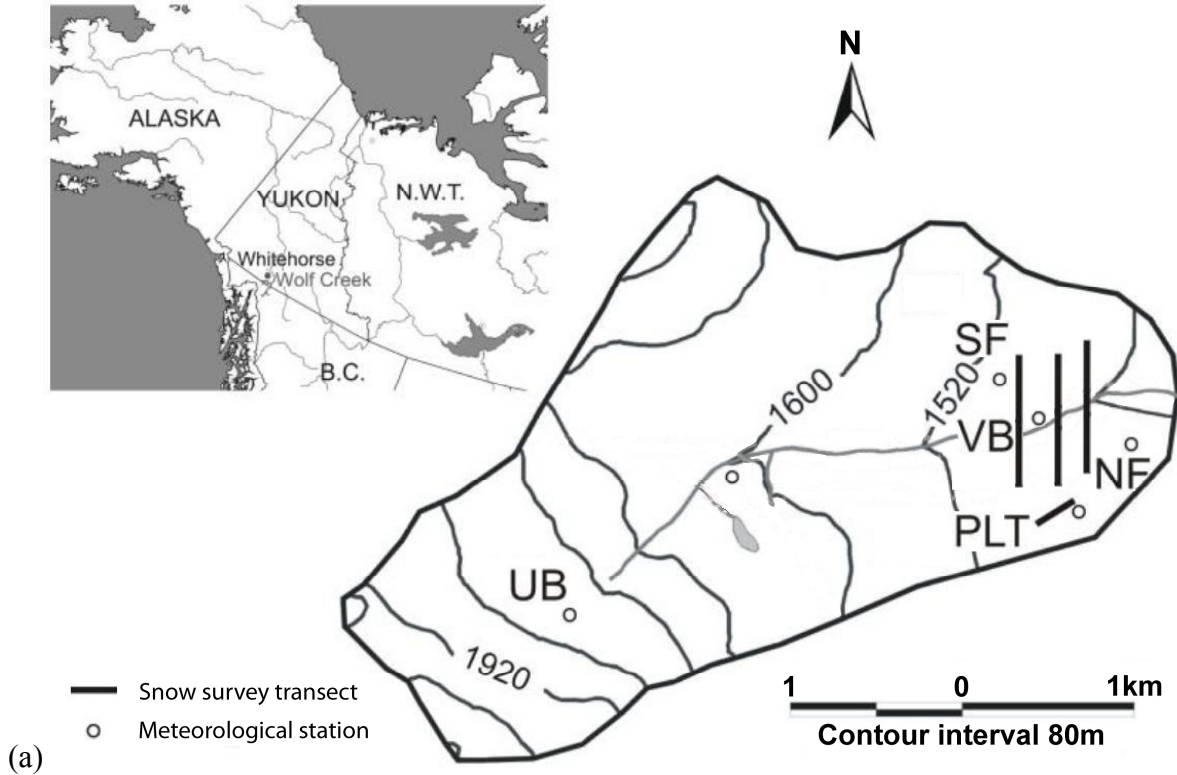 N
ALASKA
YUKON
N.W.T.
Whitehorse
Wolf Creek
B.C.
SF
1600
1520
VB
NF
PLT
UB
1920
Snow survey transect
Meteorological station
1 0 1km
Contour interval 80m
(a)